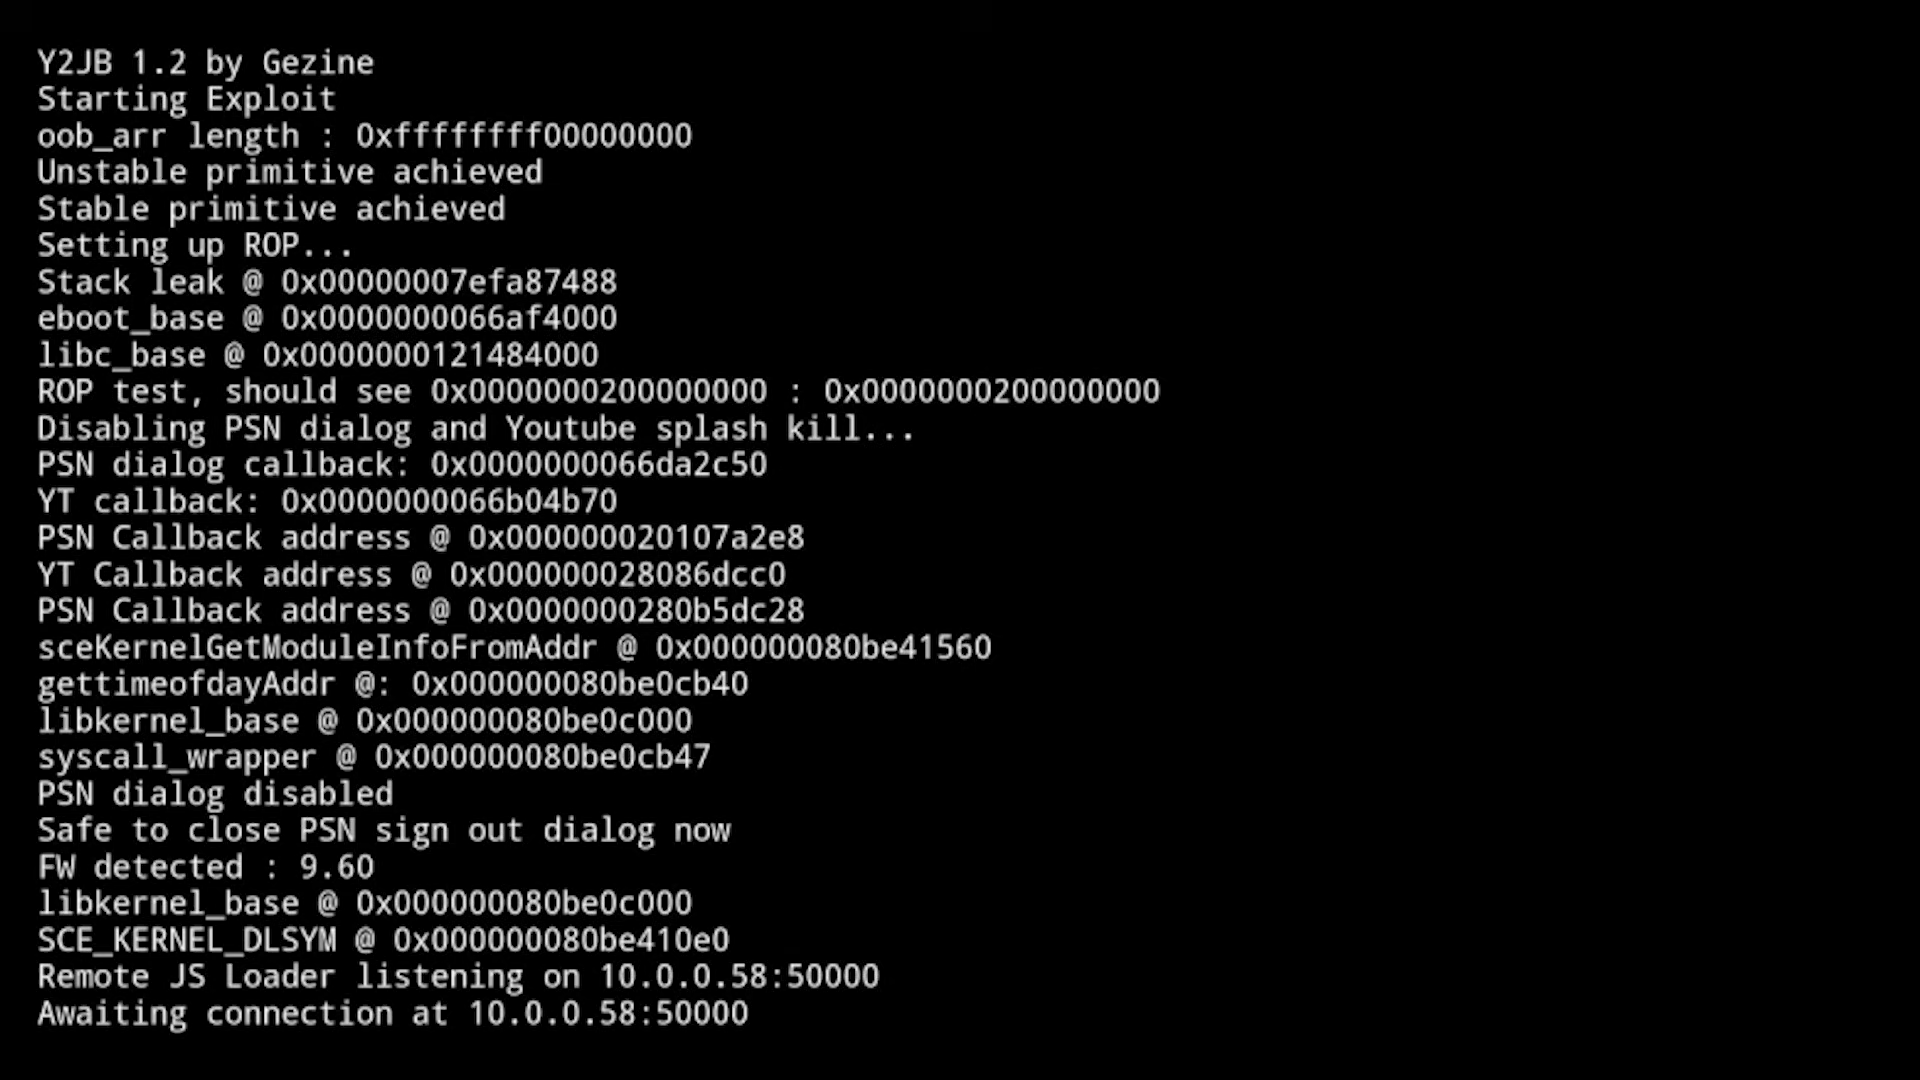 Y2JB 1.2 by Gezine
Starting Exploit
oob_arr length : 0xffffffff00000000
Unstable primitive achieved
Stable primitive achieved
Setting up ROP...
Stack leak @ 0x00000007efa87488
eboot_base @ 0x0000000066af4000
libc_base @ 0x0000000121484000
ROP test, should see 0x0000000200000000 : 0x0000000200000000
Disabling PSN dialog and Youtube splash kill...
PSN dialog callback: 0x0000000066da2c50
YT callback: 0x0000000066b04b70
PSN Callback address @ 0x000000020107a2e8
YT Callback address @ 0x000000028086dcc0
PSN Callback address @ 0x0000000280b5dc28
sceKernelGetModuleInfoFromAddr @ 0x000000080be41560
gettimeofdayAddr @: 0x000000080be0cb40
libkernel_base @ 0x000000080be0c000
syscall_wrapper @ 0x000000080be0cb47
PSN dialog disabled
Safe to close PSN sign out dialog now
FW detected : 9.60
libkernel_base @ 0x000000080be0c000
SCE_KERNEL_DLSYM @ 0x000000080be410e0
Remote JS Loader listening on 10.0.0.58:50000
Awaiting connection at 10.0.0.58:50000